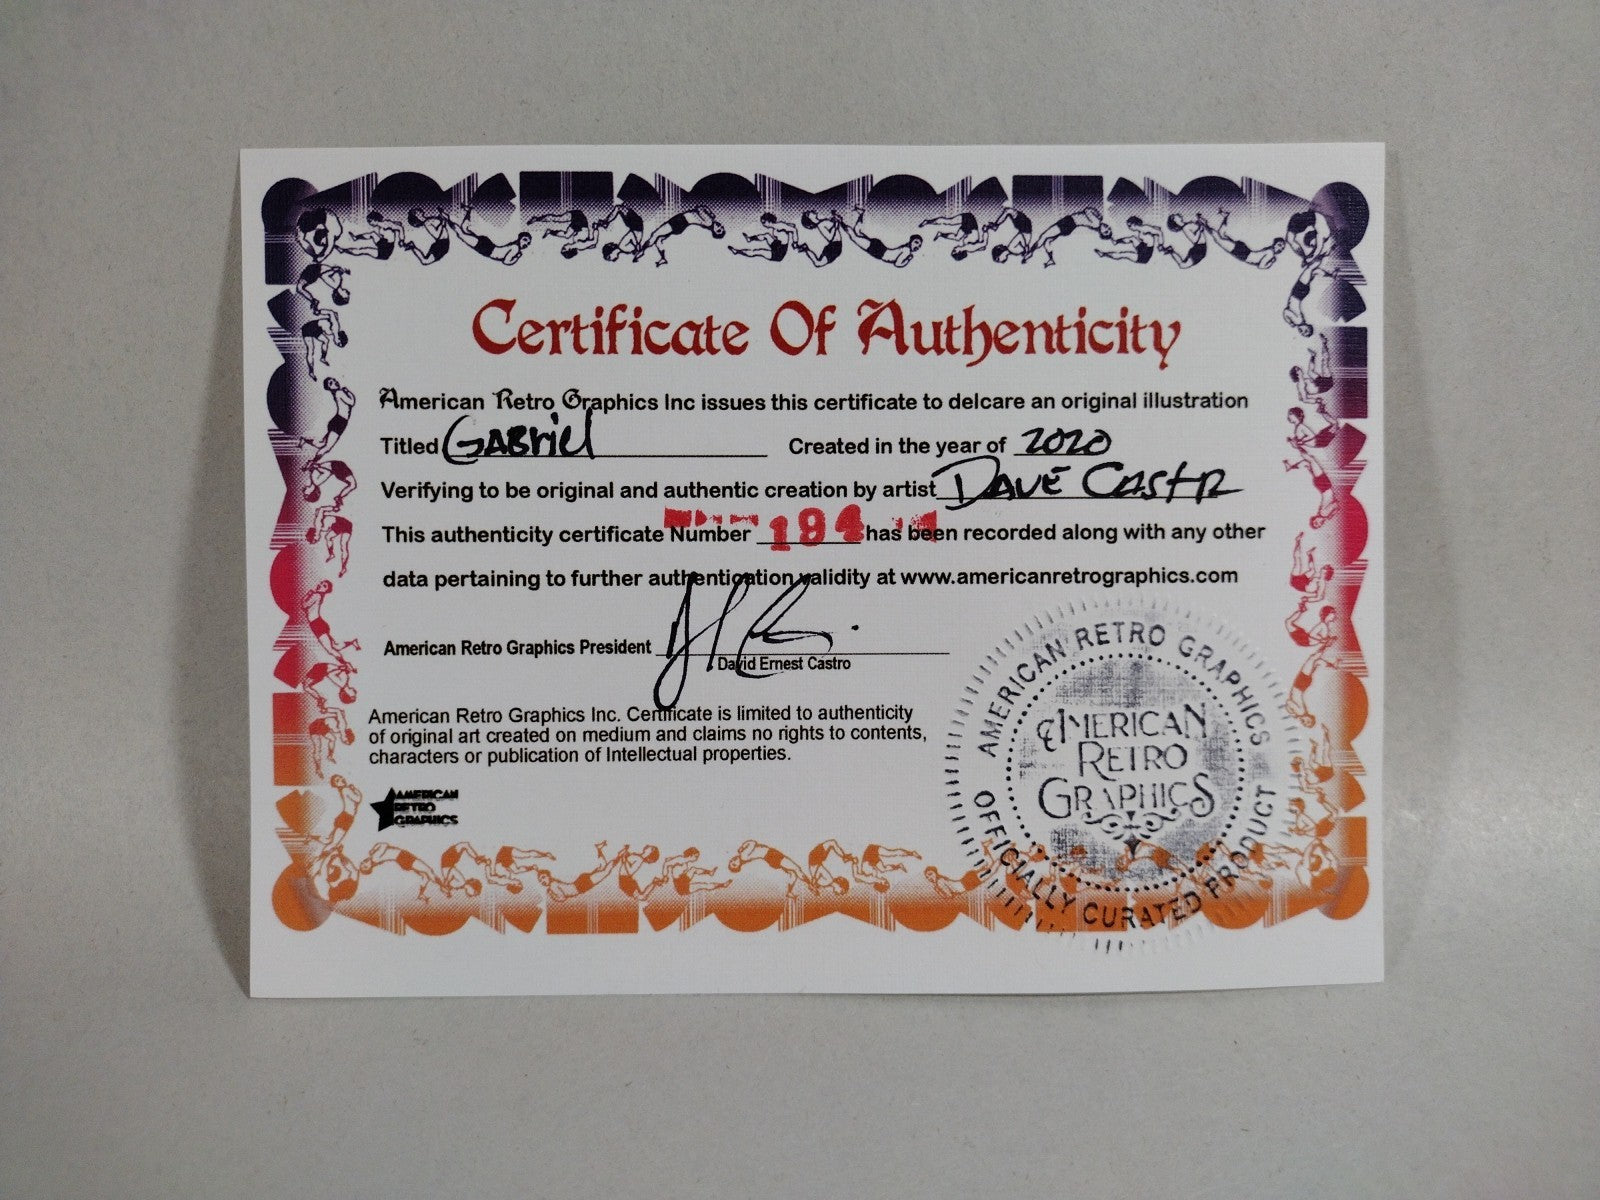 Certificate Of Authenticity
American Retro Graphics Inc issues this certificate to delcare an original illustration
Titled GABriel Created in the year of 2020
Verifying to be original and authentic creation by artist DAVE CASTR
This authenticity certificate Number 194 has been recorded along with any other
data pertaining to further authentication validity at www.americanretrographics.com
American Retro Graphics President
David Ernest Castro
American Retro Graphics Inc. Certificate is limited to authenticity
of original art created on medium and claims no rights to contents,
characters or publication of Intellectual properties.
AMERICAN
RETRO
GRAPHICS
AMERICAN RETRO GRAPHICS
AMERICAN
RETRO
GRAPHICS
OFFICIALLY CURATED PRODUCT